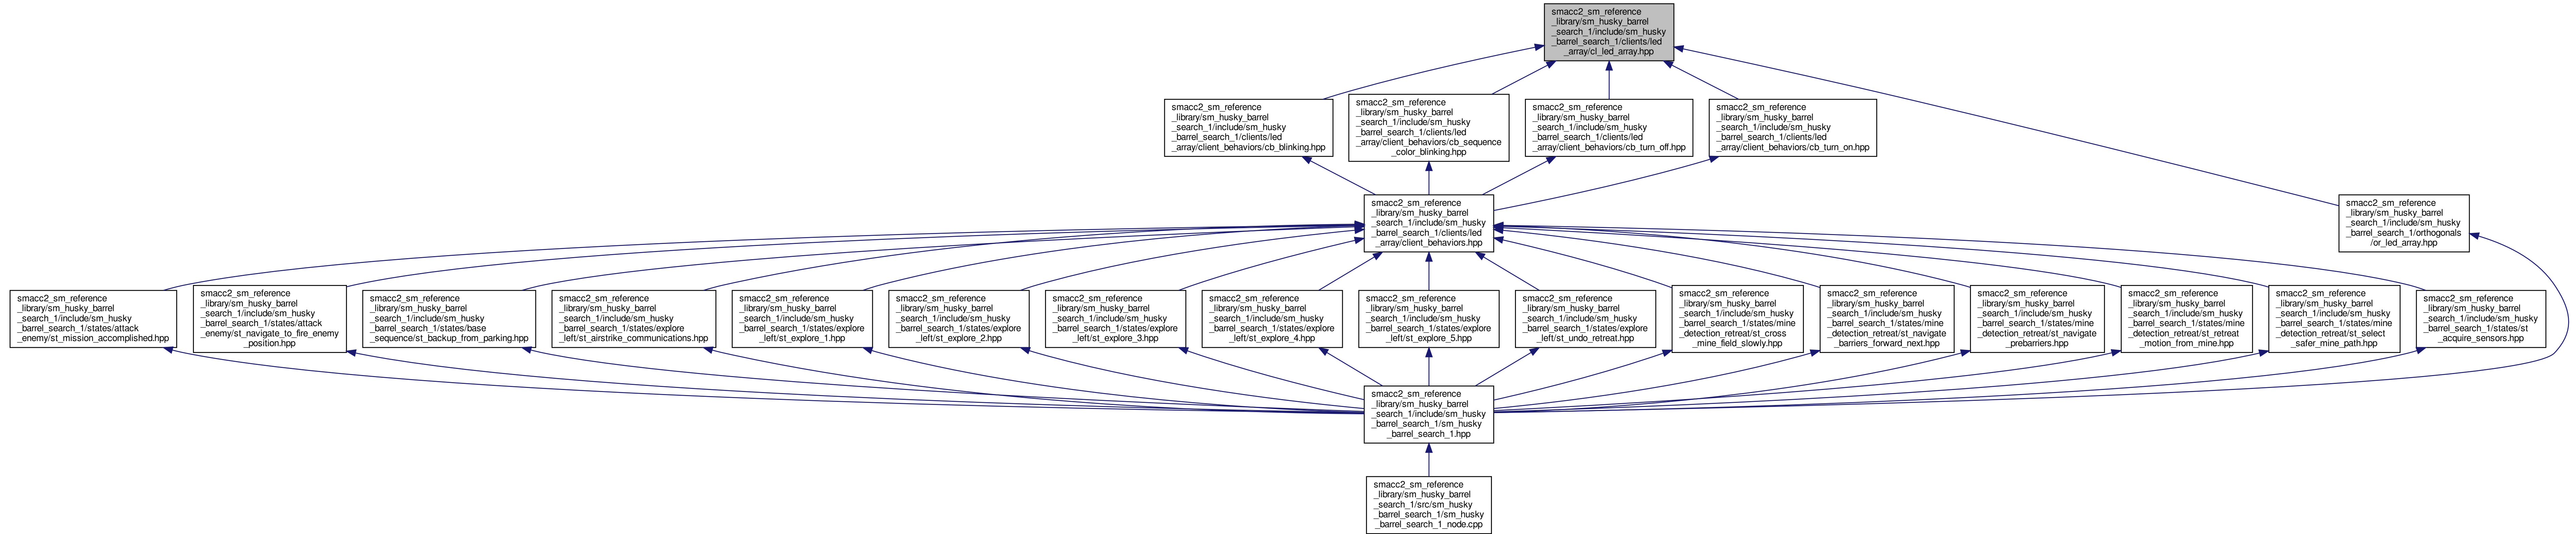 smacc2_sm_reference
_library/sm_husky_barrel
_search_1/include/sm_husky
_barrel_search_1/clients/led
_array/cl_led_array.hpp
smacc2_sm_reference
_library/sm_husky_barrel
_search_1/include/sm_husky
_barrel_search_1/clients/led
_array/client_behaviors/cb_blinking.hpp
smacc2_sm_reference
_library/sm_husky_barrel
_search_1/include/sm_husky
_barrel_search_1/clients/led
_array/client_behaviors/cb_sequence
_color_blinking.hpp
smacc2_sm_reference
_library/sm_husky_barrel
_search_1/include/sm_husky
_barrel_search_1/clients/led
_array/client_behaviors/cb_turn_off.hpp
smacc2_sm_reference
_library/sm_husky_barrel
_search_1/include/sm_husky
_barrel_search_1/clients/led
_array/client_behaviors/cb_turn_on.hpp
smacc2_sm_reference
_library/sm_husky_barrel
_search_1/include/sm_husky
_barrel_search_1/clients/led
_array/client_behaviors.hpp
smacc2_sm_reference
_library/sm_husky_barrel
_search_1/include/sm_husky
_barrel_search_1/orthogonals
/or_led_array.hpp
smacc2_sm_reference
_library/sm_husky_barrel
_search_1/include/sm_husky
_barrel_search_1/states/attack
_enemy/st_mission_accomplished.hpp
smacc2_sm_reference
_library/sm_husky_barrel
_search_1/include/sm_husky
_barrel_search_1/states/attack
_enemy/st_navigate_to_fire_enemy
_position.hpp
smacc2_sm_reference
_library/sm_husky_barrel
_search_1/include/sm_husky
_barrel_search_1/states/base
_sequence/st_backup_from_parking.hpp
smacc2_sm_reference
_library/sm_husky_barrel
_search_1/include/sm_husky
_barrel_search_1/states/explore
_left/st_airstrike_communications.hpp
smacc2_sm_reference
_library/sm_husky_barrel
_search_1/include/sm_husky
_barrel_search_1/states/explore
_left/st_explore_1.hpp
smacc2_sm_reference
_library/sm_husky_barrel
_search_1/include/sm_husky
_barrel_search_1/states/explore
_left/st_explore_2.hpp
smacc2_sm_reference
_library/sm_husky_barrel
_search_1/include/sm_husky
_barrel_search_1/states/explore
_left/st_explore_3.hpp
smacc2_sm_reference
_library/sm_husky_barrel
_search_1/include/sm_husky
_barrel_search_1/states/explore
_left/st_explore_4.hpp
smacc2_sm_reference
_library/sm_husky_barrel
_search_1/include/sm_husky
_barrel_search_1/states/explore
_left/st_explore_5.hpp
smacc2_sm_reference
_library/sm_husky_barrel
_search_1/include/sm_husky
_barrel_search_1/states/explore
_left/st_undo_retreat.hpp
smacc2_sm_reference
_library/sm_husky_barrel
_search_1/include/sm_husky
_barrel_search_1/states/mine
_detection_retreat/st_cross
_mine_field_slowly.hpp
smacc2_sm_reference
_library/sm_husky_barrel
_search_1/include/sm_husky
_barrel_search_1/states/mine
_detection_retreat/st_navigate
_barriers_forward_next.hpp
smacc2_sm_reference
_library/sm_husky_barrel
_search_1/include/sm_husky
_barrel_search_1/states/mine
_detection_retreat/st_navigate
_prebarriers.hpp
smacc2_sm_reference
_library/sm_husky_barrel
_search_1/include/sm_husky
_barrel_search_1/states/mine
_detection_retreat/st_retreat
_motion_from_mine.hpp
smacc2_sm_reference
_library/sm_husky_barrel
_search_1/include/sm_husky
_barrel_search_1/states/mine
_detection_retreat/st_select
_safer_mine_path.hpp
smacc2_sm_reference
_library/sm_husky_barrel
_search_1/include/sm_husky
_barrel_search_1/states/st
_acquire_sensors.hpp
smacc2_sm_reference
_library/sm_husky_barrel
_search_1/include/sm_husky
_barrel_search_1/sm_husky
_barrel_search_1.hpp
smacc2_sm_reference
_library/sm_husky_barrel
_search_1/src/sm_husky
_barrel_search_1/sm_husky
_barrel_search_1_node.cpp